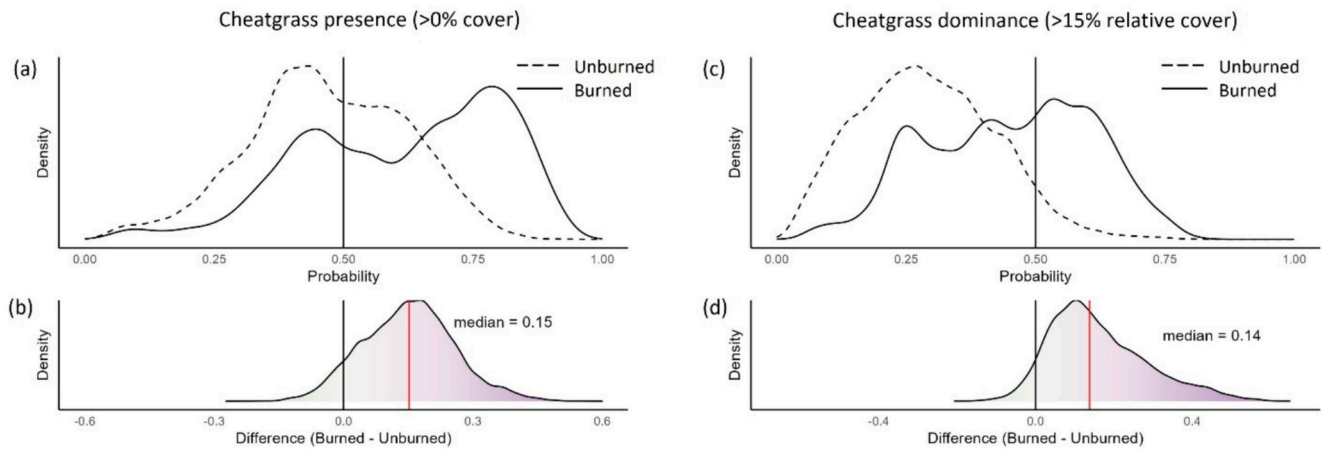 Cheatgrass presence (>0% cover)
(a)
Unburned
Burned
Density
0.00 0.25 0.50 0.75 1.00
Probability
(b)
median = 0.15
Density
-0.6 -0.3 0.0 0.3 0.6
Difference (Burned - Unburned)
Cheatgrass dominance (>15% relative cover)
(c)
Unburned
Burned
Density
0.00 0.25 0.50 0.75 1.00
Probability
(d)
median = 0.14
Density
-0.4 0.0 0.4
Difference (Burned - Unburned)